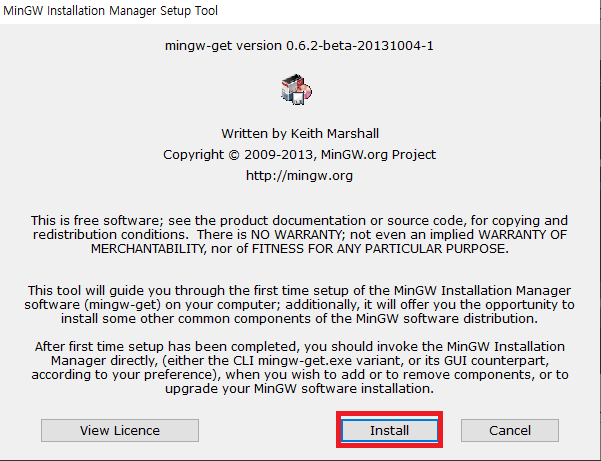 MinGW Installation Manager Setup Tool
mingw-get version 0.6.2-beta-20131004-1
Written by Keith Marshall
Copyright © 2009-2013, MinGW.org Project
http://mingw.org
This is free software; see the product documentation or source code, for copying and
redistribution conditions.  There is NO WARRANTY; not even an implied WARRANTY OF
MERCHANTABILITY, nor of FITNESS FOR ANY PARTICULAR PURPOSE.
This tool will guide you through the first time setup of the MinGW Installation Manager
software (mingw-get) on your computer; additionally, it will offer you the opportunity to
install some other common components of the MinGW software distribution.
After first time setup has been completed, you should invoke the MinGW Installation
Manager directly, (either the CLI mingw-get.exe variant, or its GUI counterpart,
according to your preference), when you wish to add or to remove components, or to
upgrade your MinGW software installation.
View Licence
Install
Cancel